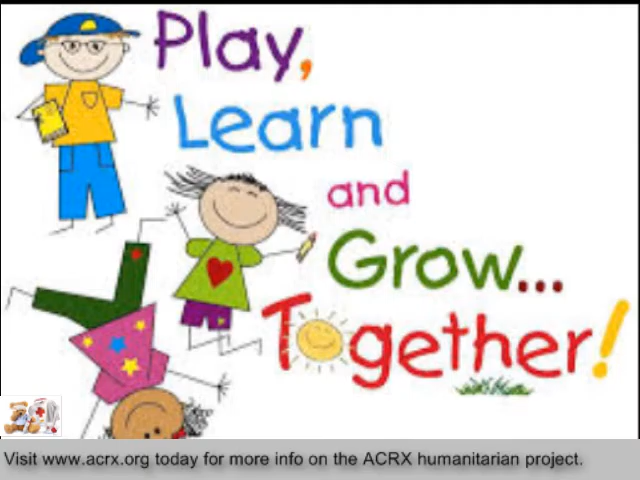 Play,
Learn
and
Grow...
Together!
Visit www.acrx.org today for more info on the ACRX humanitarian project.